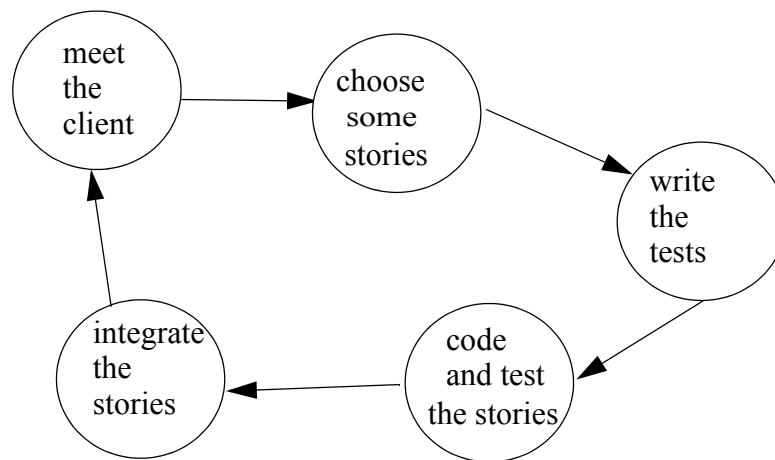 meet
the
client
choose
some
stories
write
the
tests
code
and test
the stories
integrate
the
stories